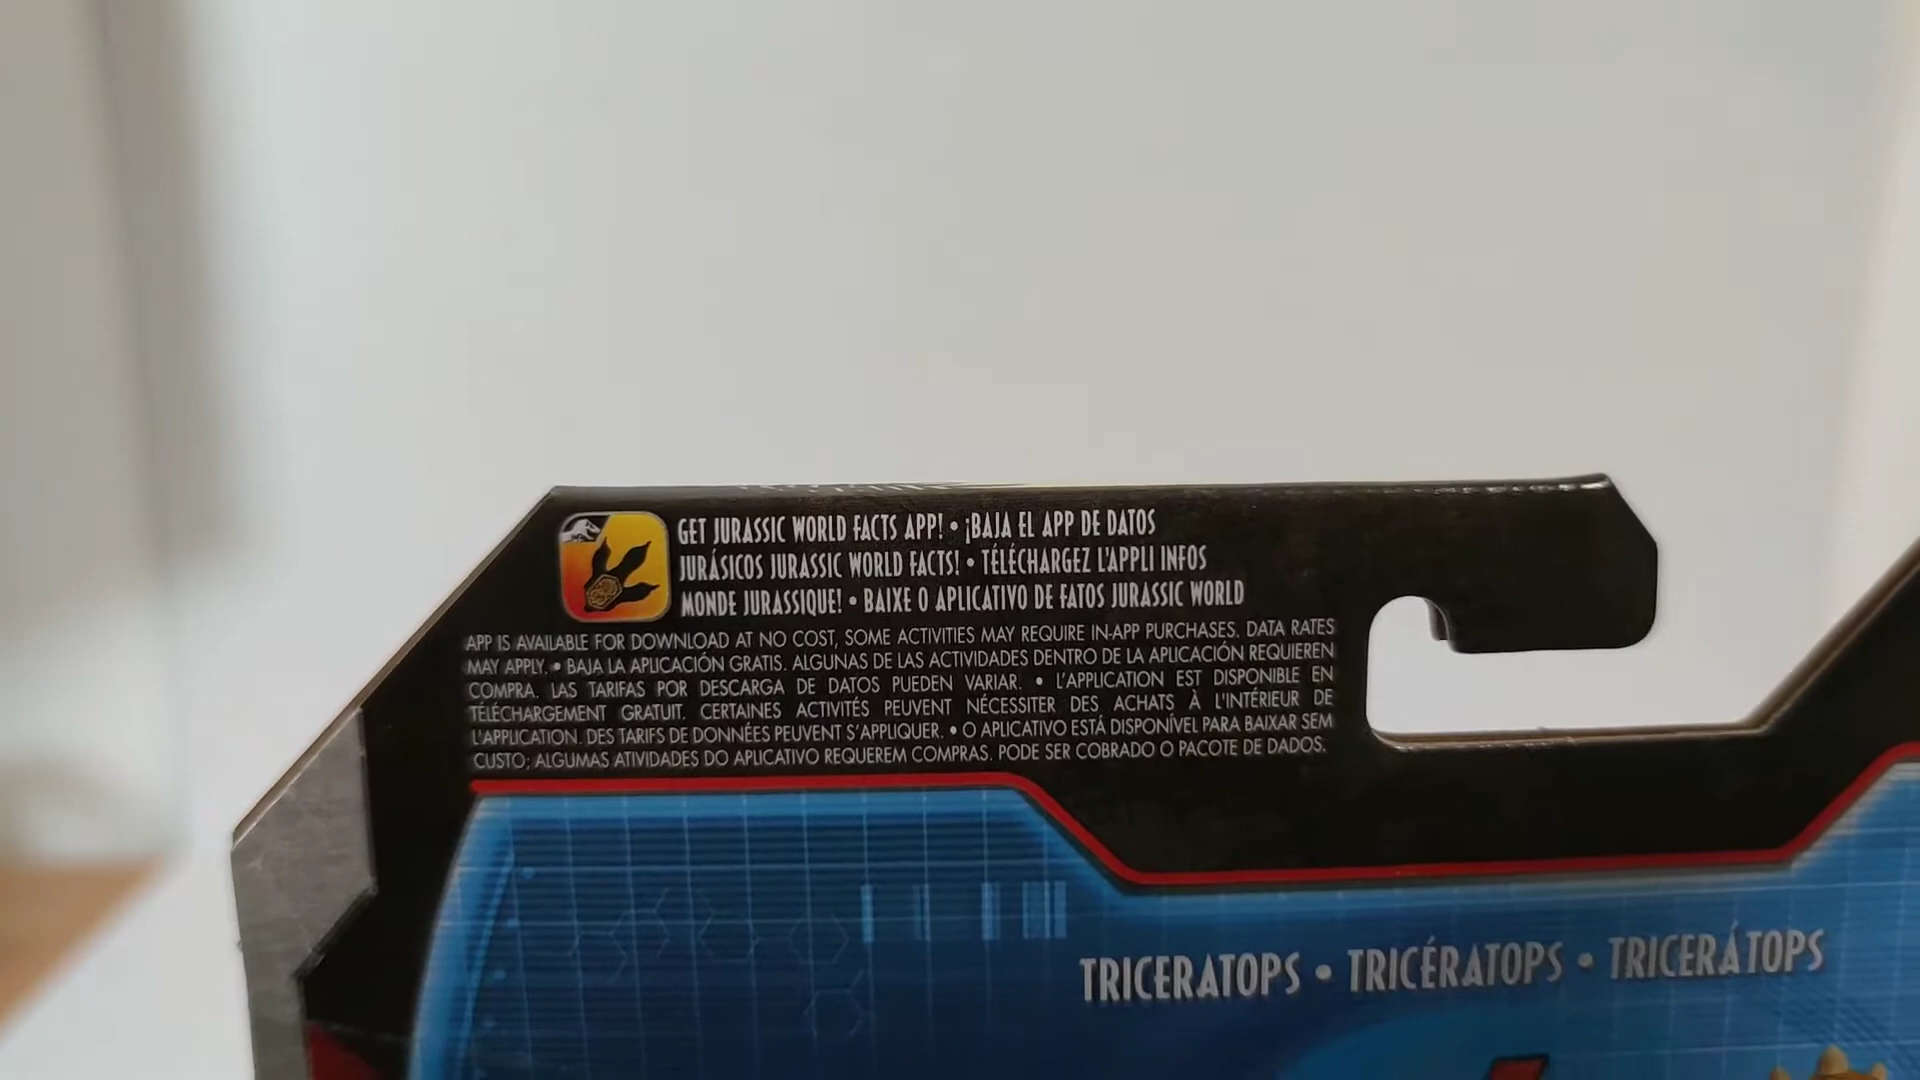 GET JURASSIC WORLD FACTS APP! • ¡BAJA EL APP DE DATOS
JURÁSICOS JURASSIC WORLD FACTS! • TÉLÉCHARGEZ L'APPLI INFOS
MONDE JURASSIQUE! • BAIXE O APLICATIVO DE FATOS JURASSIC WORLD
APP IS AVAILABLE FOR DOWNLOAD AT NO COST, SOME ACTIVITIES MAY REQUIRE IN-APP PURCHASES. DATA RATES
MAY APPLY. • BAJA LA APLICACIÓN GRATIS. ALGUNAS DE LAS ACTIVIDADES DENTRO DE LA APLICACIÓN REQUIEREN
COMPRA. LAS TARIFAS POR DESCARGA DE DATOS PUEDEN VARIAR. • L'APPLICATION EST DISPONIBLE EN
TÉLÉCHARGEMENT GRATUIT. CERTAINES ACTIVITÉS PEUVENT NÉCESSITER DES ACHATS À L'INTÉRIEUR DE
L'APPLICATION. DES TARIFS DE DONNÉES PEUVENT S'APPLIQUER. • O APLICATIVO ESTÁ DISPONÍVEL PARA BAIXAR SEM
CUSTO; ALGUMAS ATIVIDADES DO APLICATIVO REQUEREM COMPRAS. PODE SER COBRADO O PACOTE DE DADOS.
TRICERATOPS • TRICÉRATOPS • TRICERÁTOPS